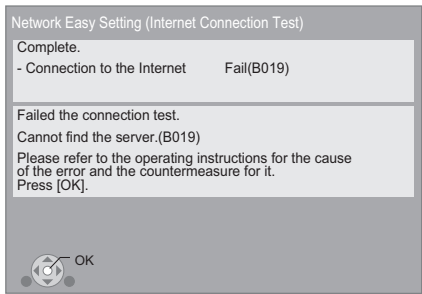 Network Easy Setting (Internet Connection Test)
Complete.
- Connection to the Internet Fail(B019)
Failed the connection test.
Cannot find the server.(B019)
Please refer to the operating instructions for the cause
of the error and the countermeasure for it.
Press [OK].
OK